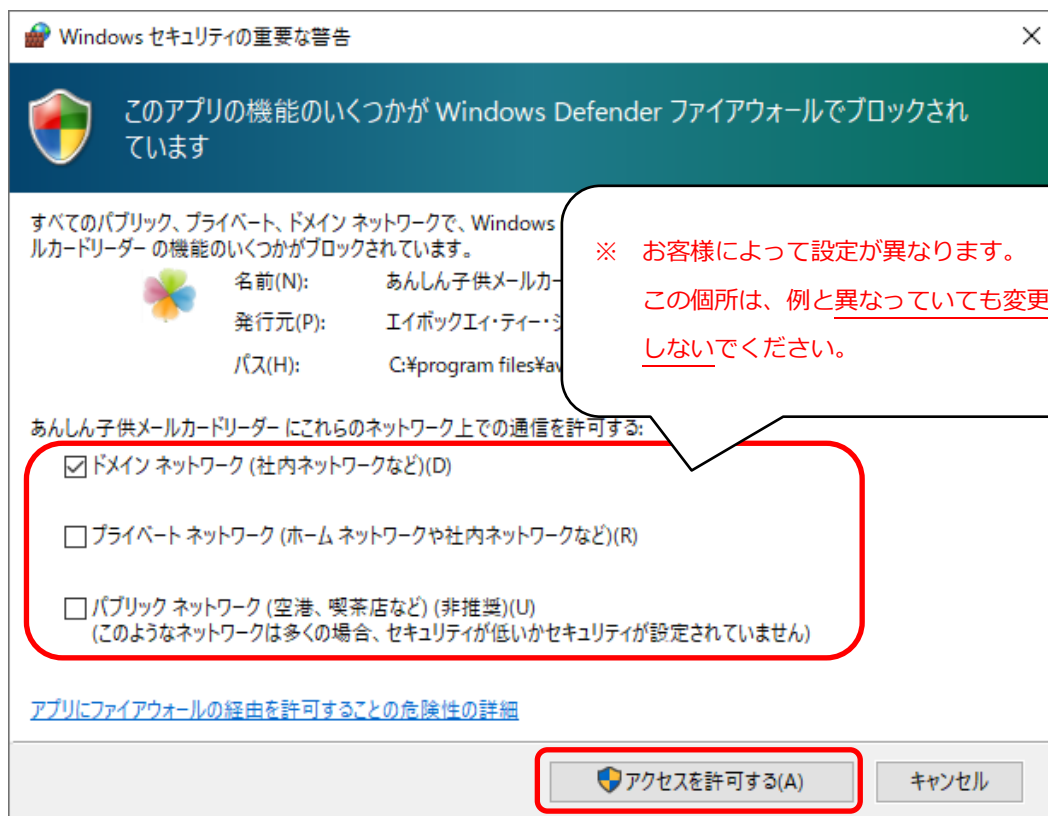 Windows セキュリティの重要な警告
このアプリの機能のいくつかが Windows Defender ファイアウォールでブロックされ
ています
すべてのパブリック、プライベート、ドメイン ネットワークで、Windows
ルカードリーダー の機能のいくつかがブロックされています。
名前(N): あんしん子供メールカー
発行元(P): エイボックエィ・ティー・
パス(H): C:¥program files¥av
※ お客様によって設定が異なります。
この個所は、例と異なっていても変更
しないでください。
あんしん子供メールカードリーダー にこれらのネットワーク上での通信を許可する:
ドメイン ネットワーク (社内ネットワークなど)(D)
プライベート ネットワーク (ホーム ネットワークや社内ネットワークなど)(R)
パブリック ネットワーク (空港、喫茶店など) (非推奨)(U)
(このようなネットワークは多くの場合、セキュリティが低いかセキュリティが設定されていません)
アプリにファイアウォールの経由を許可することの危険性の詳細
アクセスを許可する(A) キャンセル